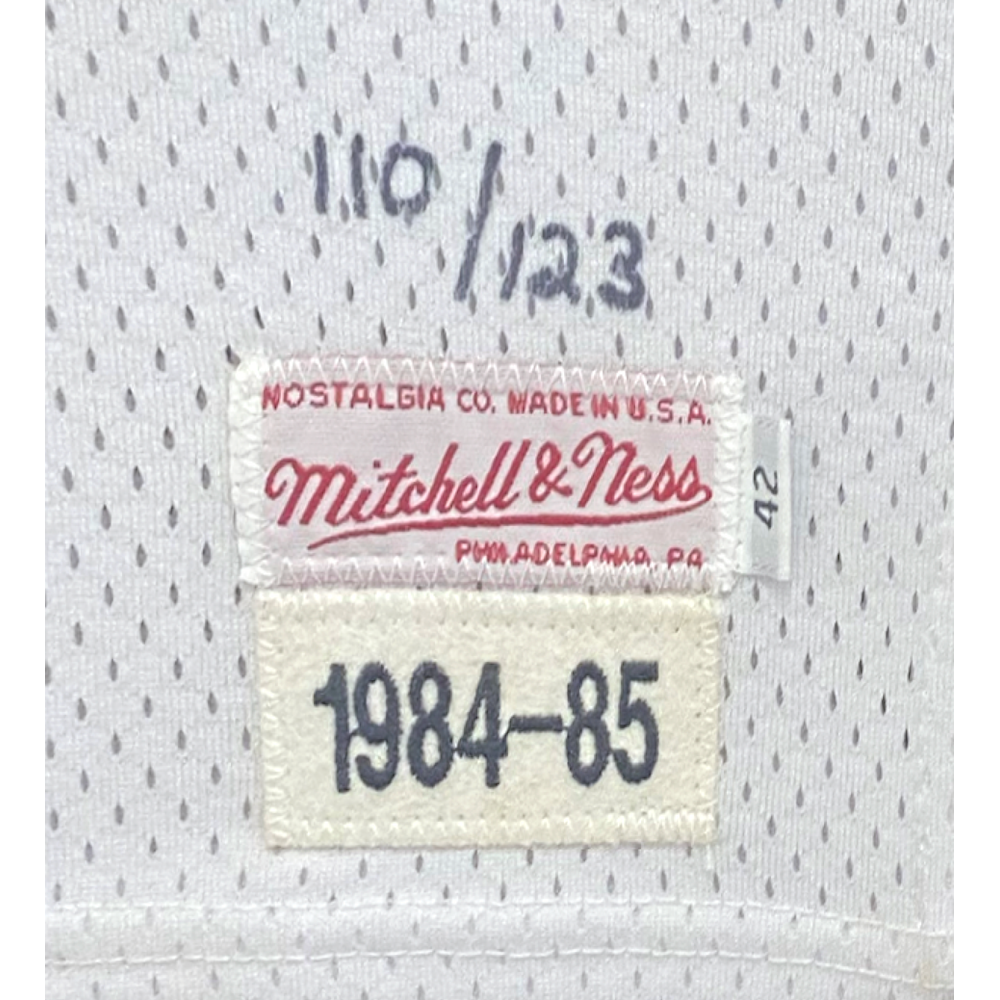 110/123
NOSTALGIA CO. MADE IN U.S.A.
Mitchell & Ness
PHILADELPHIA, PA
42
1984-85